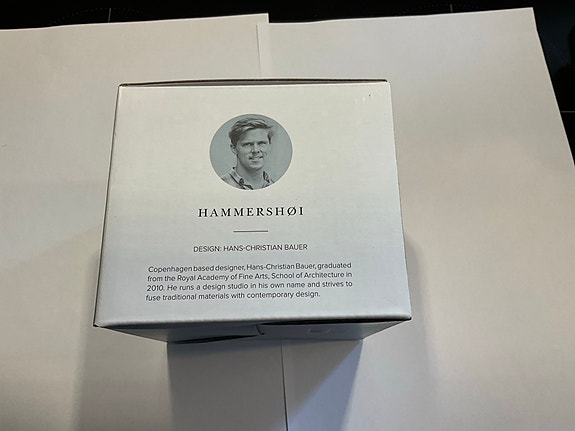 HAMMERSHØI
DESIGN: HANS-CHRISTIAN BAUER
Copenhagen based designer, Hans-Christian Bauer, graduated
from the Royal Academy of Fine Arts, School of Architecture in
2010. He runs a design studio in his own name and strives to
fuse traditional materials with contemporary design.